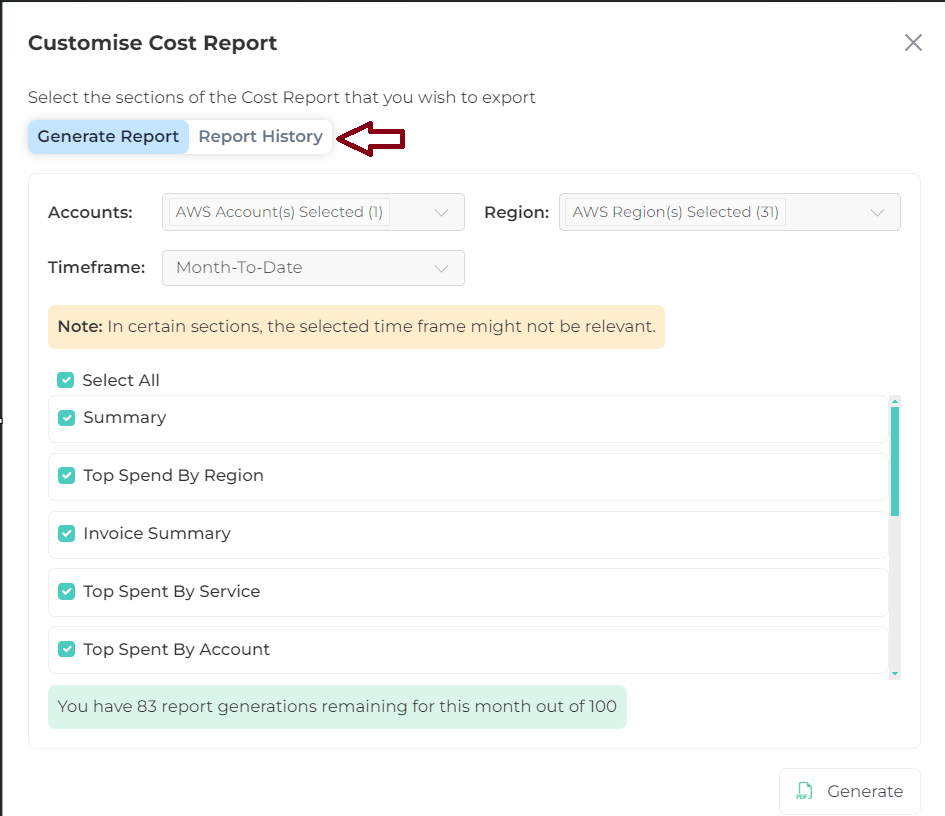 Customise Cost Report
Select the sections of the Cost Report that you wish to export
Generate Report Report History
Accounts: AWS Account(s) Selected (1) Region: AWS Region(s) Selected (31)
Timeframe: Month-To-Date
Note: In certain sections, the selected time frame might not be relevant.
Select All
Summary
Top Spend By Region
Invoice Summary
Top Spent By Service
Top Spent By Account
You have 83 report generations remaining for this month out of 100
PDF Generate